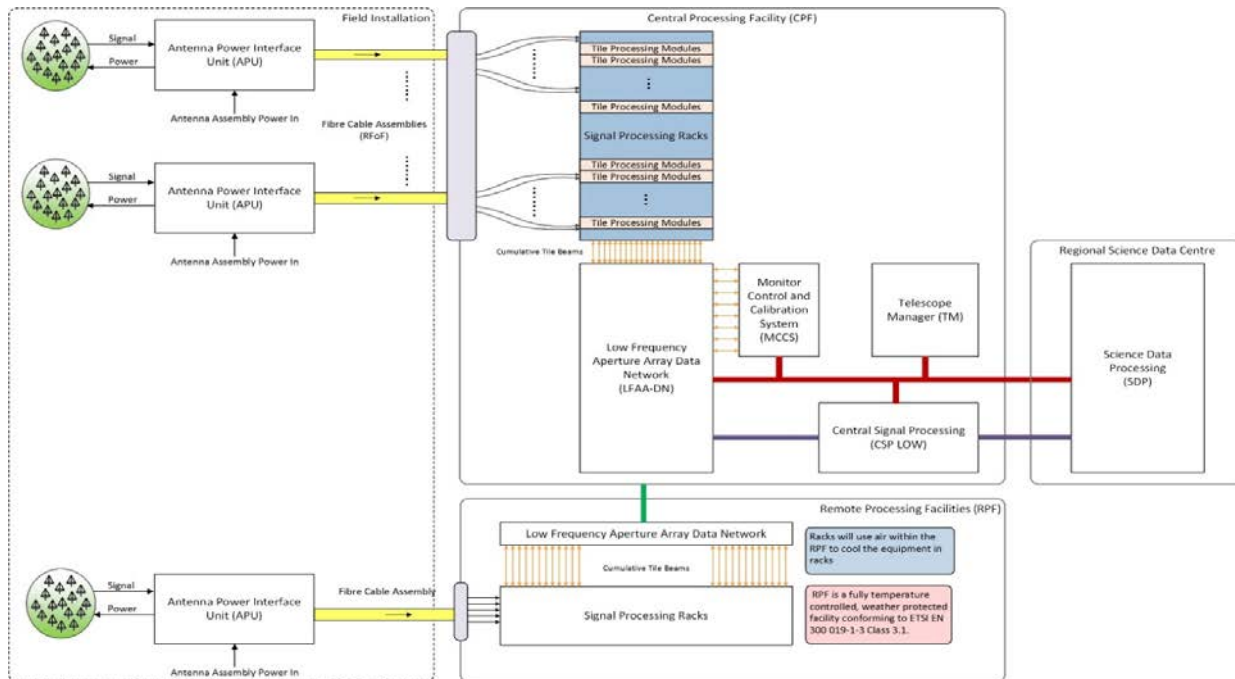 Field Installation
Signal
Power
Antenna Power Interface
Unit (APU)
Antenna Assembly Power In
Fibre Cable Assemblies
(RFoF)
Signal
Power
Antenna Power Interface
Unit (APU)
Antenna Assembly Power In
Signal
Power
Antenna Power Interface
Unit (APU)
Antenna Assembly Power In
Fibre Cable Assembly
Central Processing Facility (CPF)
Tile Processing Modules
Tile Processing Modules
Tile Processing Modules
Signal Processing Racks
Tile Processing Modules
Tile Processing Modules
Tile Processing Modules
Cumulative Tile Beams
Low Frequency
Aperture Array Data
Network
(LFAA-DN)
Monitor
Control and
Calibration
System
(MCCS)
Telescope
Manager (TM)
Central Signal Processing
(CSP LOW)
Regional Science Data Centre
Science Data
Processing
(SDP)
Remote Processing Facilities (RPF)
Low Frequency Aperture Array Data Network
Cumulative Tile Beams
Signal Processing Racks
Racks will use air within the
RPF to cool the equipment in
racks
RPF is a fully temperature
controlled, weather protected
facility conforming to ETSI EN
300 019-1-3 Class 3.1.